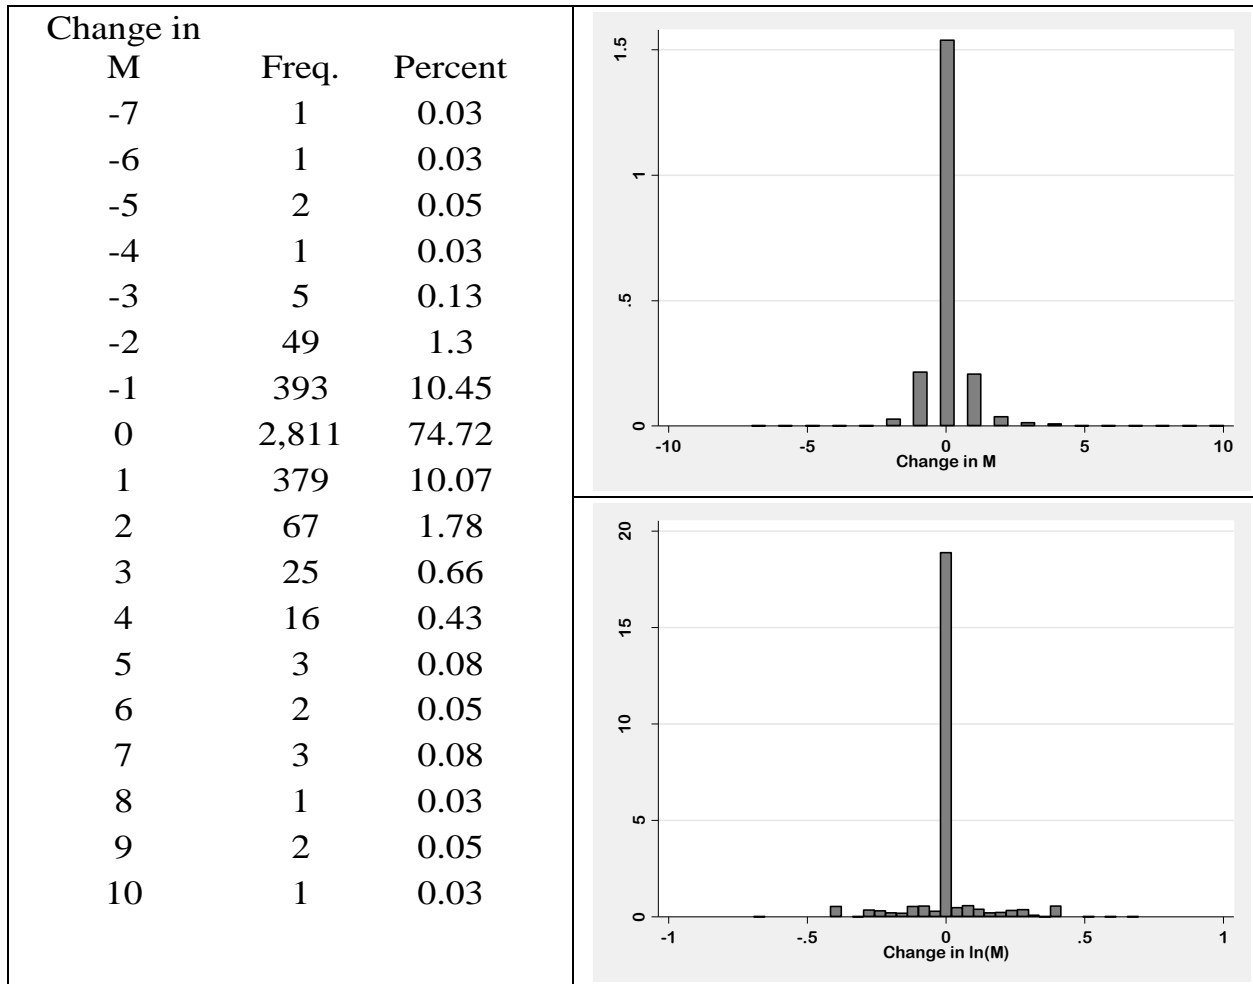 Change in
M Freq. Percent
-7 1 0.03
-6 1 0.03
-5 2 0.05
-4 1 0.03
-3 5 0.13
-2 49 1.3
-1 393 10.45
0 2,811 74.72
1 379 10.07
2 67 1.78
3 25 0.66
4 16 0.43
5 3 0.08
6 2 0.05
7 3 0.08
8 1 0.03
9 2 0.05
10 1 0.03
1.5
1
.5
0
-10 -5 0 5 10
Change in M
20
15
10
5
0
-1 -.5 0 .5 1
Change in ln(M)